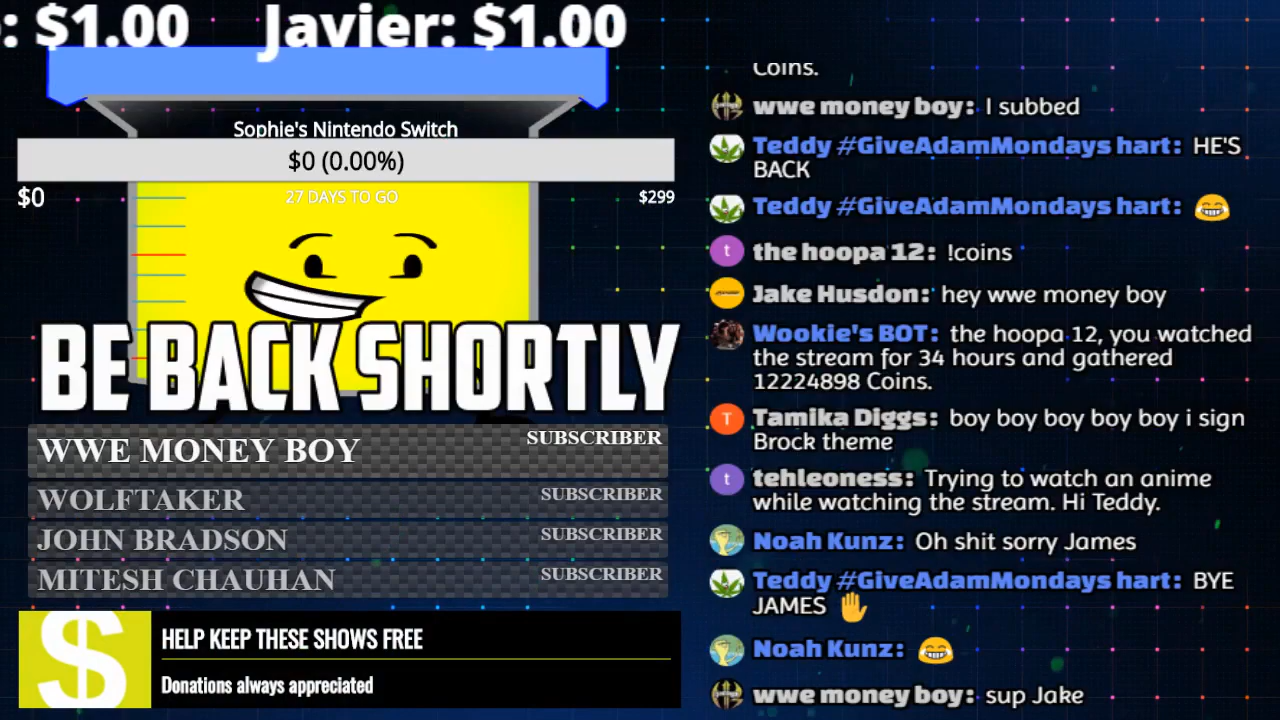 : $1.00 Javier: $1.00
Sophie's Nintendo Switch
$0 (0.00%)
$0 27 DAYS TO GO $299
BE BACK SHORTLY
WWE MONEY BOY SUBSCRIBER
WOLFTAKER SUBSCRIBER
JOHN BRADSON SUBSCRIBER
MITESH CHAUHAN SUBSCRIBER
$
HELP KEEP THESE SHOWS FREE
Donations always appreciated
Coins.
wwe money boy: I subbed
Teddy #GiveAdamMondays hart: HE'S
BACK
Teddy #GiveAdamMondays hart: 😂
t the hoopa 12: !coins
Jake Husdon: hey wwe money boy
Wookie's BOT: the hoopa 12, you watched
the stream for 34 hours and gathered
12224898 Coins.
T Tamika Diggs: boy boy boy boy boy i sign
Brock theme
t tehleoness: Trying to watch an anime
while watching the stream. Hi Teddy.
Noah Kunz: Oh shit sorry James
Teddy #GiveAdamMondays hart: BYE
JAMES ✋
Noah Kunz: 😂
wwe money boy: sup Jake